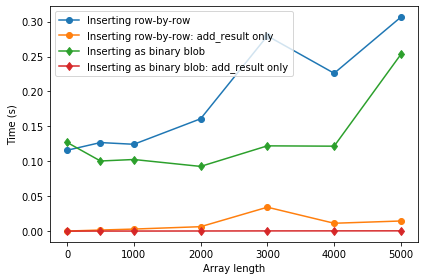 Inserting row-by-row
Inserting row-by-row: add_result only
Inserting as binary blob
Inserting as binary blob: add_result only
Time (s)
0.30
0.25
0.20
0.15
0.10
0.05
0.00
0 1000 2000 3000 4000 5000
Array length